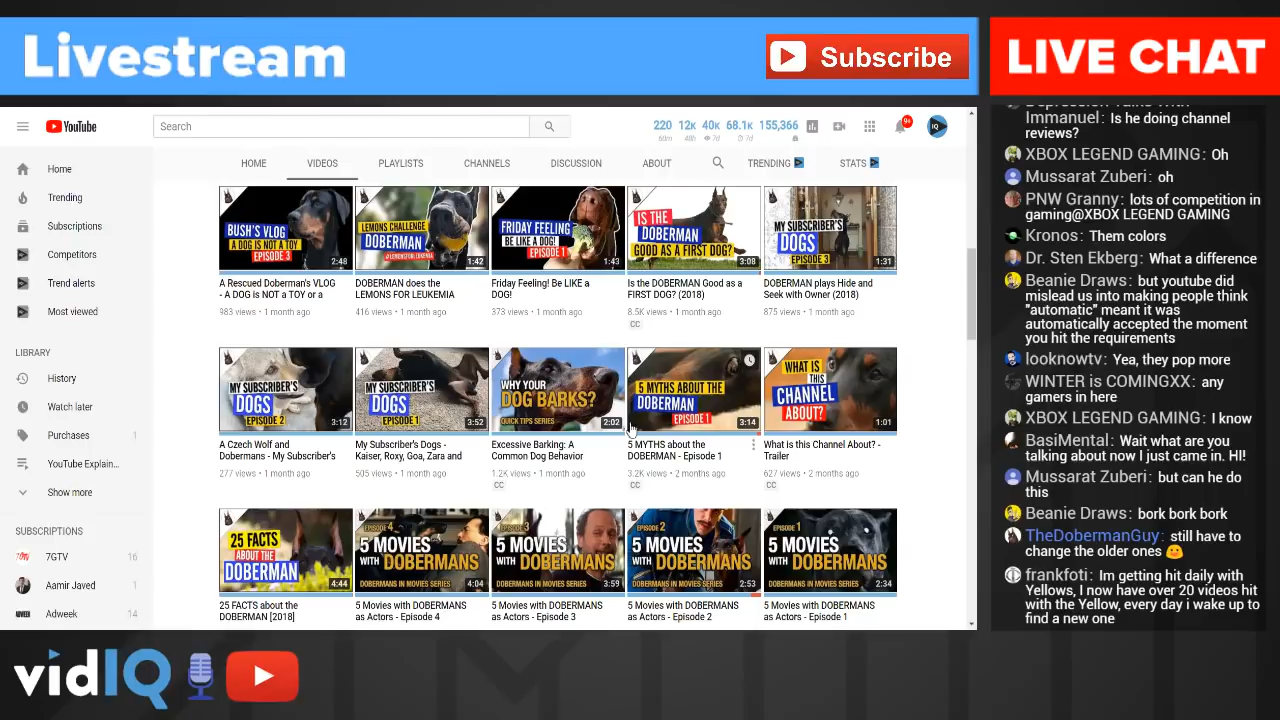 Livestream
Subscribe
LIVE CHAT
YouTube
Search
220 12K 40K 68.1K 155,366
60m 48h 7d 7d
9+
IQ
HOME VIDEOS PLAYLISTS CHANNELS DISCUSSION ABOUT TRENDING STATS
Home
Trending
Subscriptions
Competitors
Trend alerts
Most viewed
LIBRARY
History
Watch later
Purchases 1
YouTube Explain...
Show more
SUBSCRIPTIONS
7GTV 16
Aamir Javed 1
Adweek 14
BUSH'S VLOG
A DOG IS NOT A TOY
EPISODE 3
2:48
A Rescued Doberman's VLOG
- A DOG is NOT a TOY or a
983 views • 1 month ago
LEMONS CHALLENGE
DOBERMAN
#LEMONSFORLEUKEMIA
1:42
DOBERMAN does the
LEMONS FOR LEUKEMIA
416 views • 1 month ago
FRIDAY FEELING!
BE LIKE A DOG!
EPISODE 1
1:43
Friday Feeling! Be LIKE a
DOG!
373 views • 1 month ago
IS THE
DOBERMAN
GOOD AS A FIRST DOG?
3:08
Is the DOBERMAN Good as a
FIRST DOG? (2018)
8.5K views • 1 month ago
CC
MY SUBSCRIBER'S
DOGS
1:31
DOBERMAN plays Hide and
Seek with Owner (2018)
875 views • 1 month ago
MY SUBSCRIBER'S
DOGS
EPISODE 2
3:12
A Czech Wolf and
Dobermans - My Subscriber's
277 views • 1 month ago
MY SUBSCRIBER'S
DOGS
EPISODE 1
3:52
My Subscriber's Dogs -
Kaiser, Roxy, Goa, Zara and
505 views • 1 month ago
WHY YOUR
DOG BARKS?
QUICK TIPS SERIES
2:02
Excessive Barking: A
Common Dog Behavior
1.2K views • 1 month ago
CC
5 MYTHS ABOUT THE
DOBERMAN
EPISODE 1
3:14
5 MYTHS about the
DOBERMAN - Episode 1
3.2K views • 2 months ago
CC
WHAT IS
THIS
CHANNEL
ABOUT?
1:01
What is this Channel About? -
Trailer
627 views • 2 months ago
CC
25 FACTS
ABOUT THE
DOBERMAN
4:44
25 FACTS about the
DOBERMAN [2018]
EPISODE 4
5 MOVIES
WITH DOBERMANS
DOBERMANS IN MOVIES SERIES
4:04
5 Movies with DOBERMANS
as Actors - Episode 4
EPISODE 3
5 MOVIES
WITH DOBERMANS
DOBERMANS IN MOVIES SERIES
3:59
5 Movies with DOBERMANS
as Actors - Episode 3
EPISODE 2
5 MOVIES
WITH DOBERMANS
DOBERMANS IN MOVIES SERIES
2:53
5 Movies with DOBERMANS
as Actors - Episode 2
EPISODE 1
5 MOVIES
WITH DOBERMANS
DOBERMANS IN MOVIES SERIES
2:34
5 Movies with DOBERMANS
as Actors - Episode 1
Depression Talks With
Immanuel: Is he doing channel
reviews?
XBOX LEGEND GAMING: Oh
Mussarat Zuberi: oh
PNW Granny: lots of competition in
gaming@XBOX LEGEND GAMING
Kronos: Them colors
Dr. Sten Ekberg: What a difference
Beanie Draws: but youtube did
mislead us into making people think
"automatic" meant it was
automatically accepted the moment
you hit the requirements
looknowtv: Yea, they pop more
WINTER is COMINGXX: any
gamers in here
XBOX LEGEND GAMING: I know
BasiMental: Wait what are you
talking about now I just came in. HI!
Mussarat Zuberi: but can he do
this
Beanie Draws: bork bork bork
TheDobermanGuy: still have to
change the older ones
frankfoti: Im getting hit daily with
Yellows, I now have over 20 videos hit
with the Yellow, every day i wake up to
find a new one
vidIQ